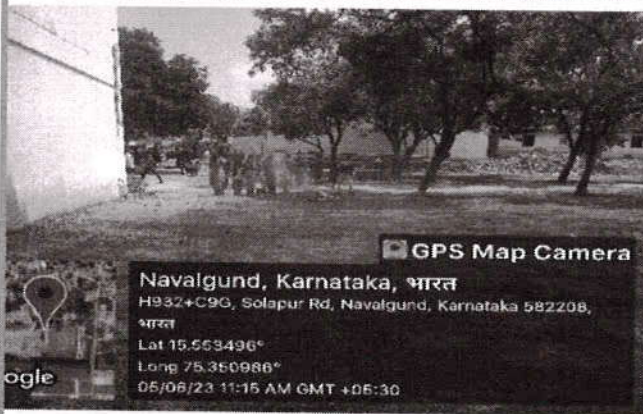 GPS Map Camera
Navalgund, Karnataka, भारत
H932+C9G, Solapur Rd, Navalgund, Karnataka 582208,
भारत
Lat 15.553496°
Long 75.350986°
05/06/23 11:15 AM GMT +05:30
ogle